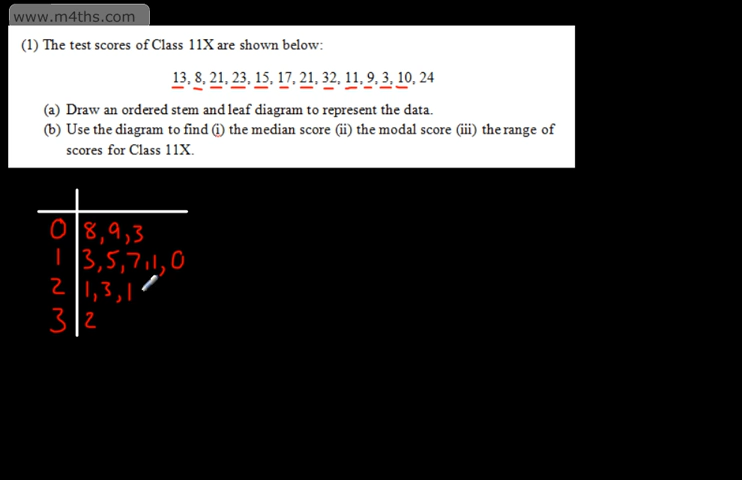 www.m4ths.com
(1) The test scores of Class 11X are shown below:
13, 8, 21, 23, 15, 17, 21, 32, 11, 9, 3, 10, 24
(a) Draw an ordered stem and leaf diagram to represent the data.
(b) Use the diagram to find (i) the median score (ii) the modal score (iii) the range of
scores for Class 11X.
0 8, 9, 3
1 3, 5, 7, 1, 0
2 1, 3, 1
3 2